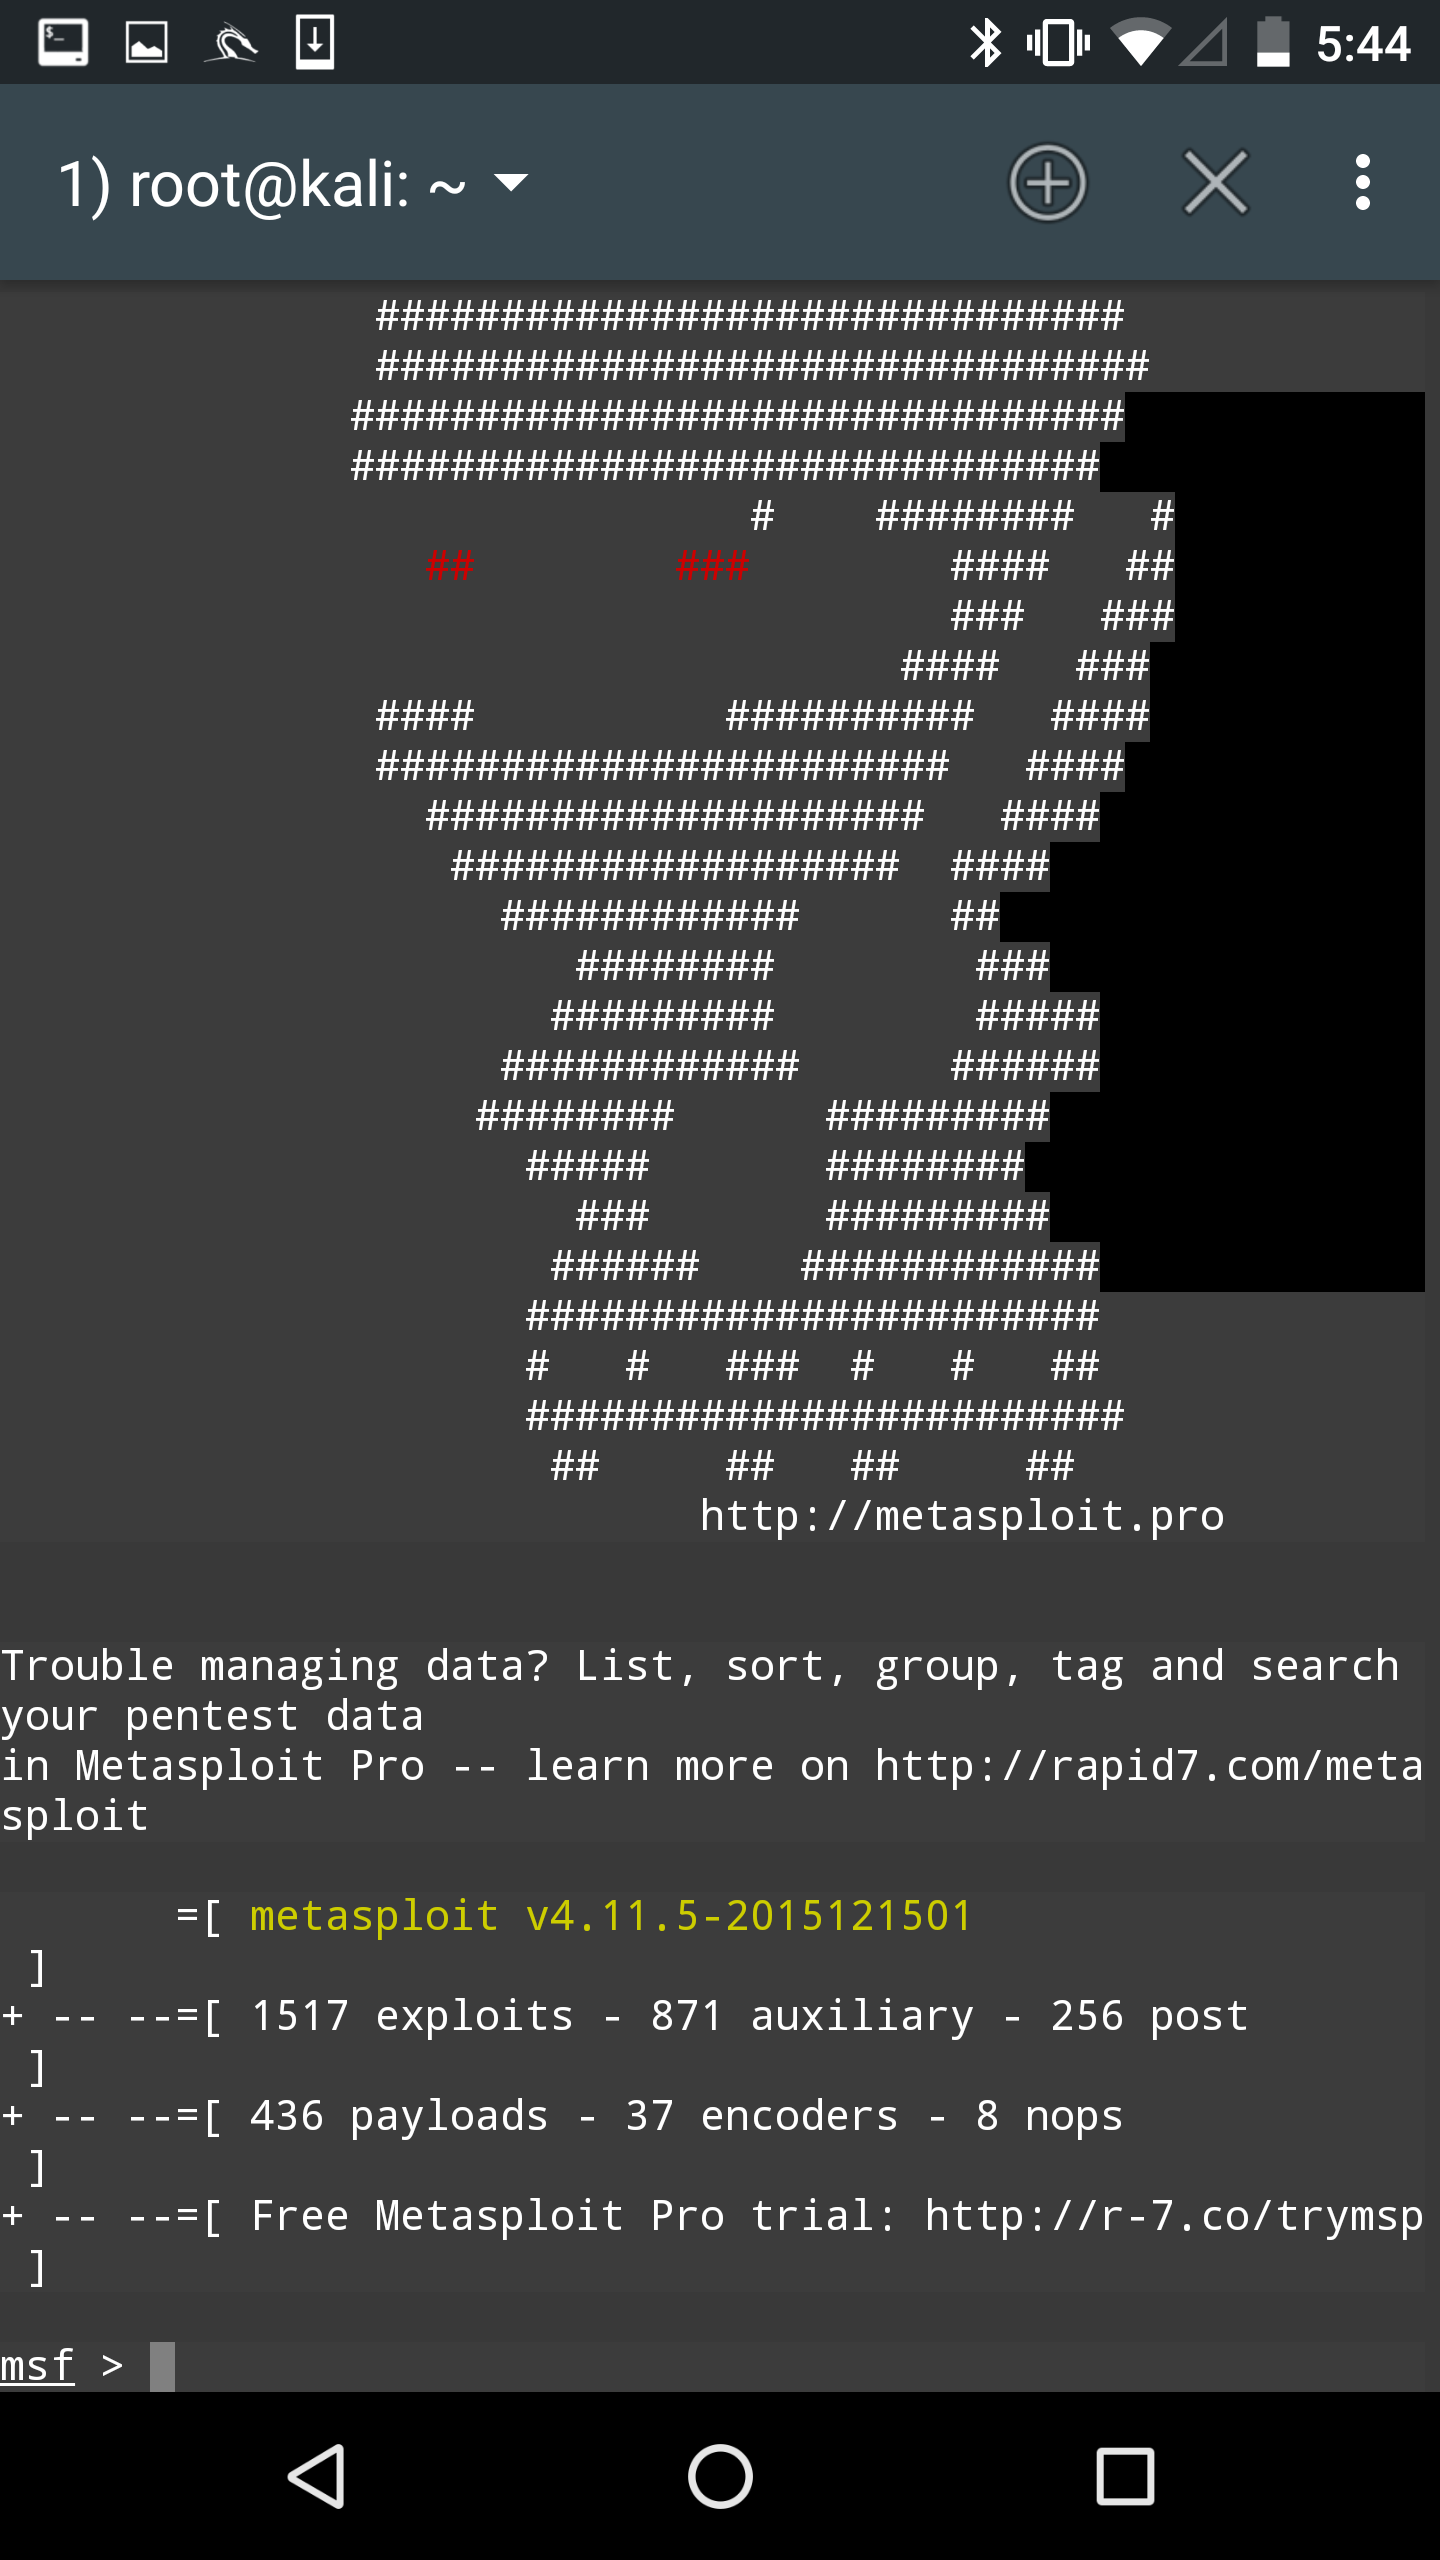 5:44
1) root@kali: ~
##############################
###############################
###############################
##############################
# ######## #
## ### #### ##
### ###
#### ###
#### ########## ####
####################### ####
#################### ####
################## ####
############ ##
######## ###
######### #####
############ ######
######## #########
##### ########
### #########
###### ############
#######################
# # ### # # ##
########################
## ## ## ##
http://metasploit.pro
Trouble managing data? List, sort, group, tag and search
your pentest data
in Metasploit Pro -- learn more on http://rapid7.com/meta
sploit
=[ metasploit v4.11.5-2015121501
]
+ -- --=[ 1517 exploits - 871 auxiliary - 256 post
]
+ -- --=[ 436 payloads - 37 encoders - 8 nops
]
+ -- --=[ Free Metasploit Pro trial: http://r-7.co/trymsp
]
msf >